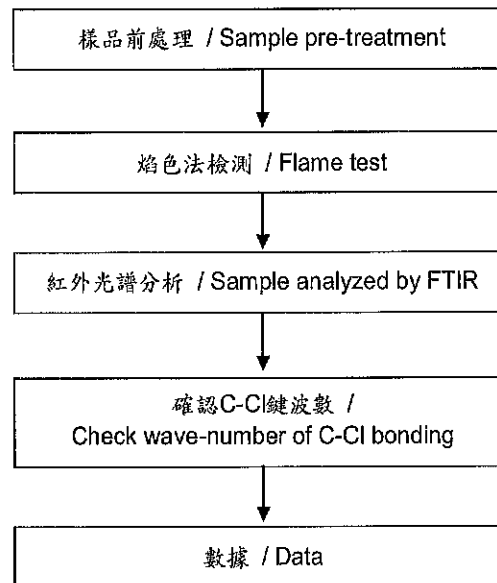 樣品前處理 / Sample pre-treatment
焰色法檢測 / Flame test
紅外光譜分析 / Sample analyzed by FTIR
確認C-Cl鍵波數 /
Check wave-number of C-Cl bonding
數據 / Data